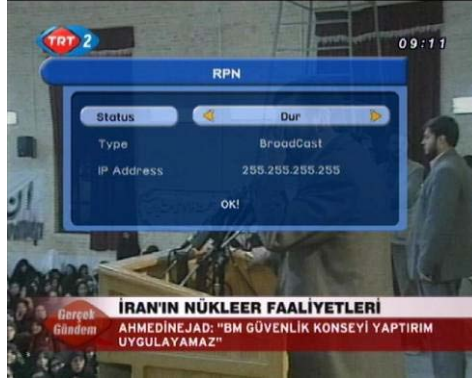 TRT 2
09:11
RPN
Status Dur
Type BroadCast
IP Address 255.255.255.255
OK!
Gerçek
Gündem
İRAN'IN NÜKLEER FAALİYETLERİ
AHMEDİNEJAD: "BM GÜVENLİK KONSEYİ YAPTIRIM
UYGULAYAMAZ"